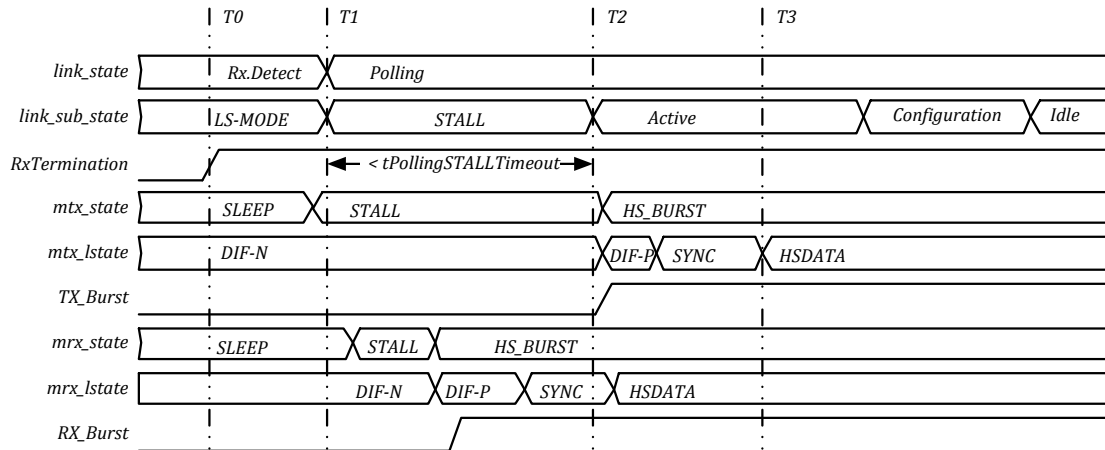 T0 T1 T2 T3
link_state Rx.Detect Polling
link_sub_state LS-MODE STALL Active Configuration Idle
RxTermination < tPollingSTALLTimeout
mtx_state SLEEP STALL HS_BURST
mtx_lstate DIF-N DIF-P SYNC HSDATA
TX_Burst
mrx_state SLEEP STALL HS_BURST
mrx_lstate DIF-N DIF-P SYNC HSDATA
RX_Burst